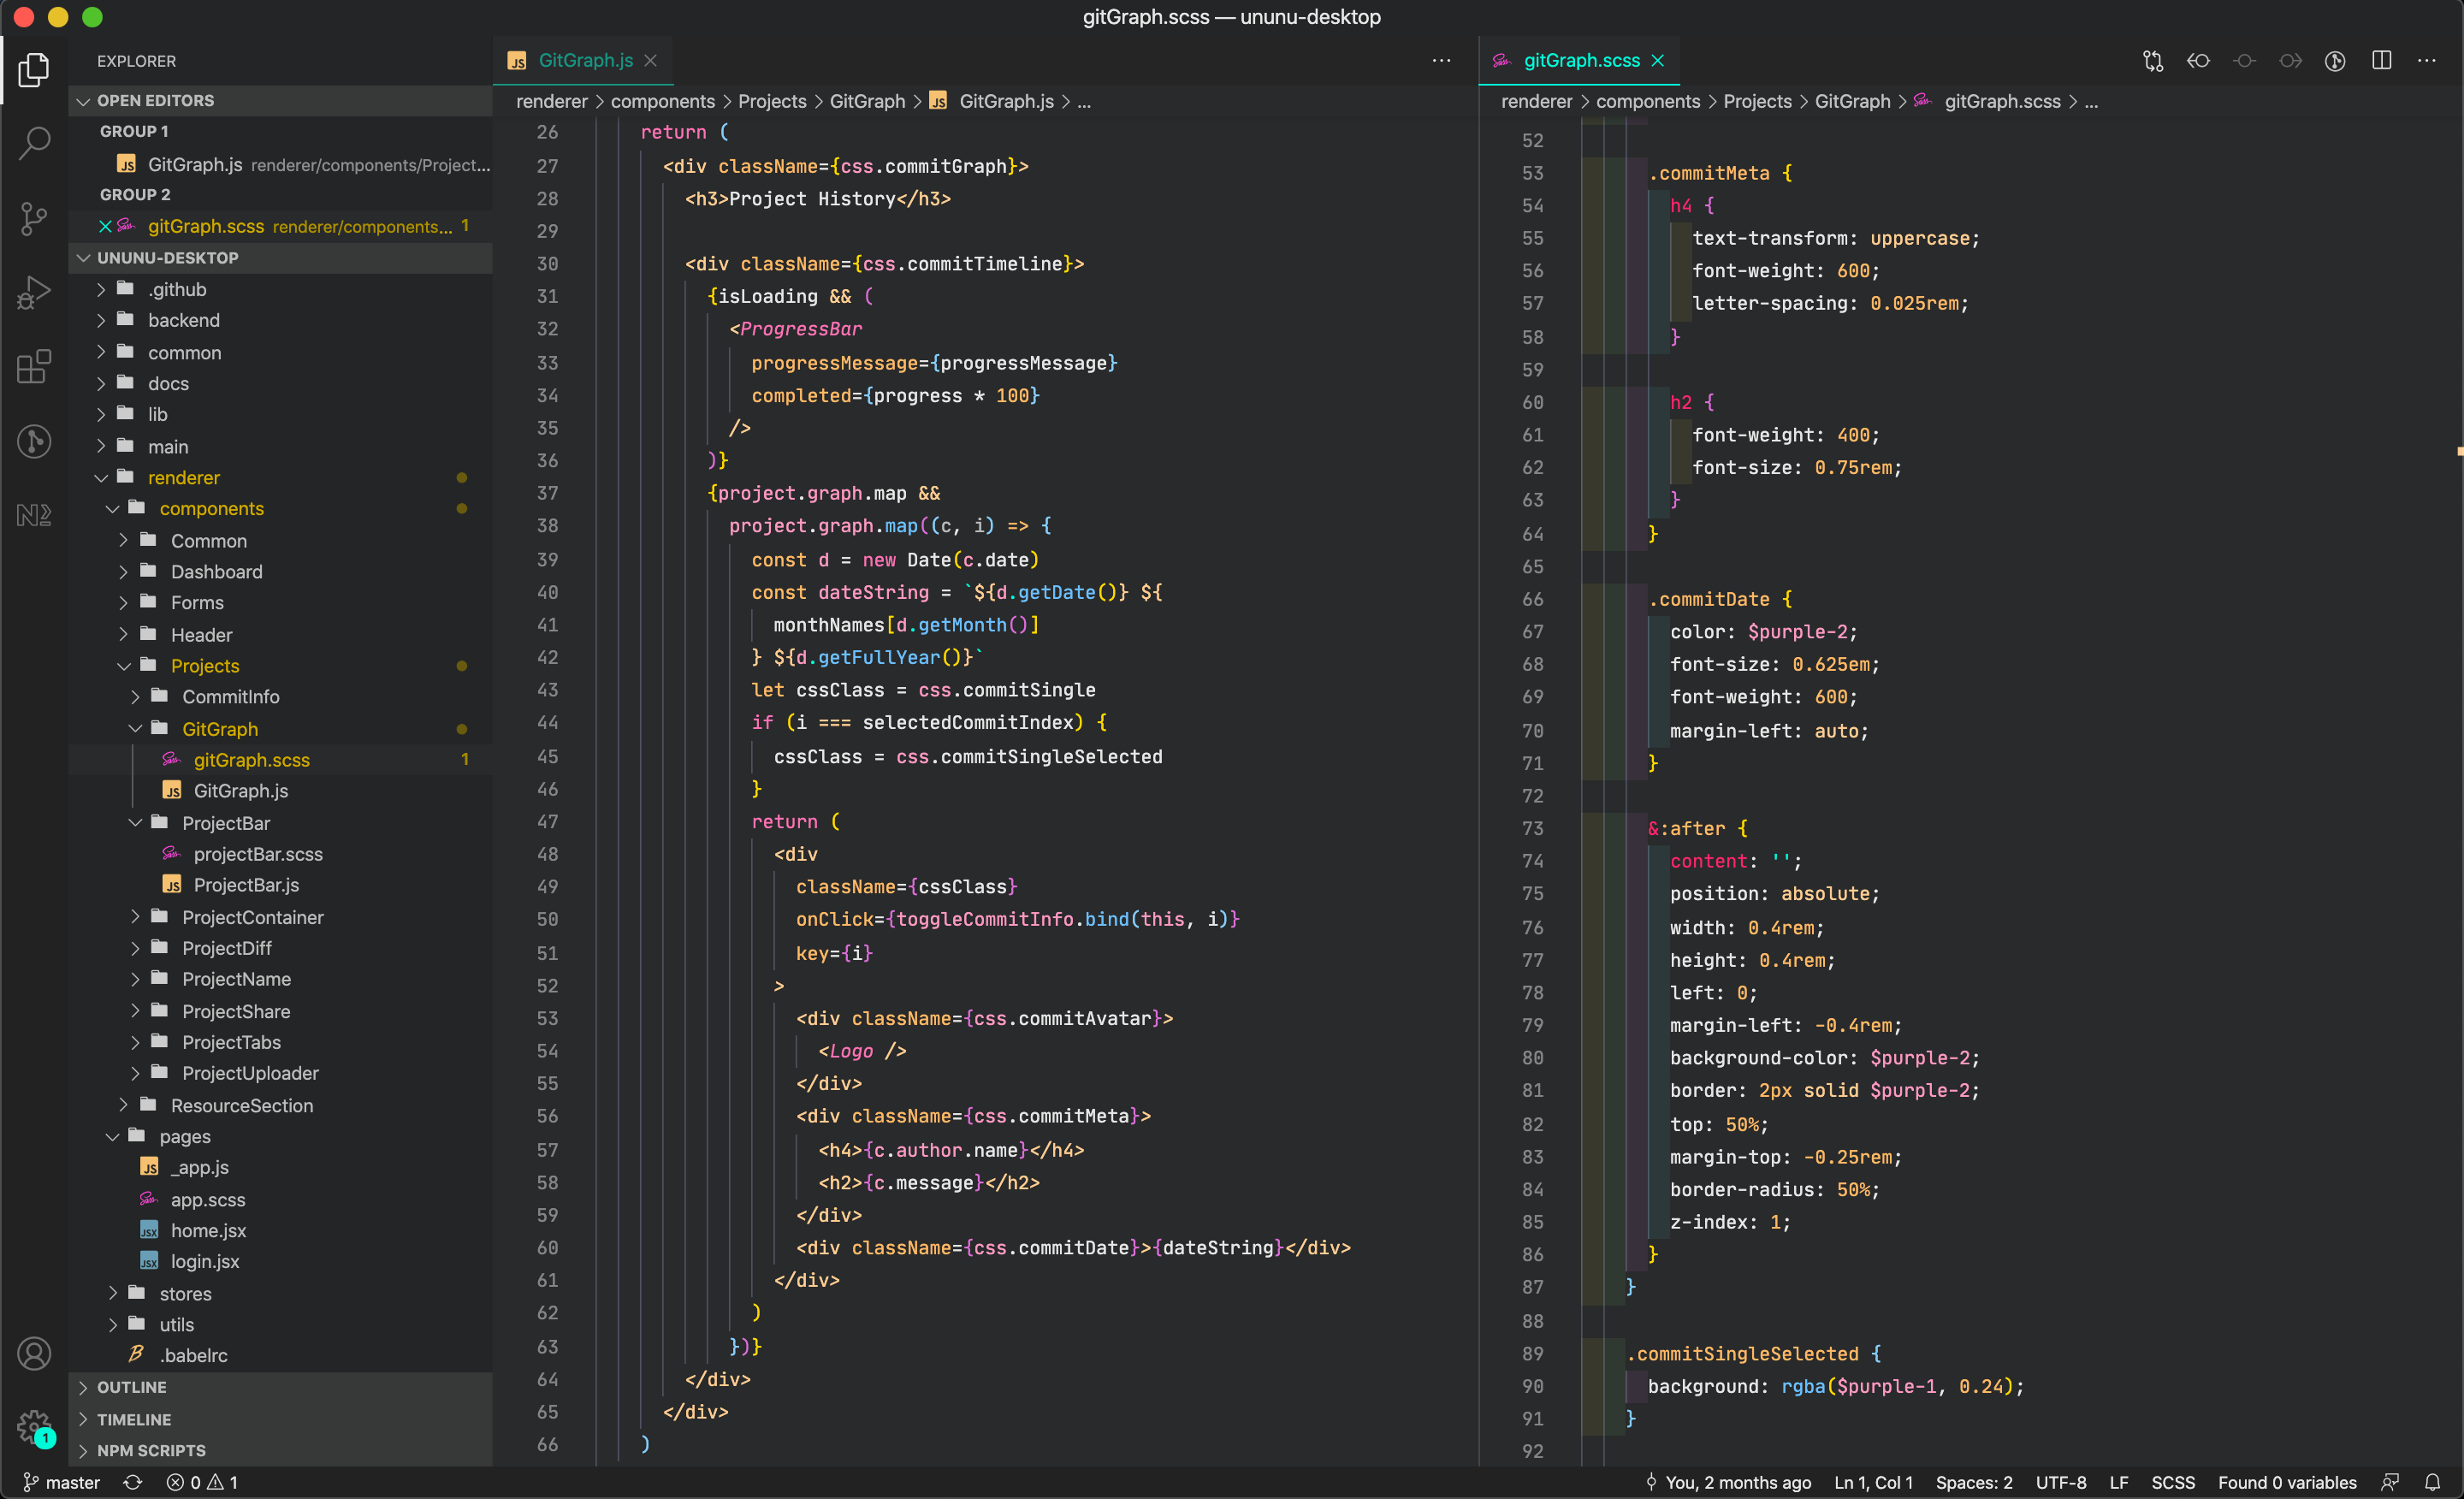 gitGraph.scss — ununu-desktop
EXPLORER
OPEN EDITORS
GROUP 1
JS GitGraph.js renderer/components/Project...
GROUP 2
gitGraph.scss renderer/components... 1
UNUNU-DESKTOP
.github
backend
common
docs
lib
main
renderer
components
Common
Dashboard
Forms
Header
Projects
CommitInfo
GitGraph
gitGraph.scss 1
JS GitGraph.js
ProjectBar
projectBar.scss
JS ProjectBar.js
ProjectContainer
ProjectDiff
ProjectName
ProjectShare
ProjectTabs
ProjectUploader
ResourceSection
pages
JS _app.js
app.scss
JSX home.jsx
JSX login.jsx
stores
utils
.babelrc
OUTLINE
TIMELINE
NPM SCRIPTS
1
JS GitGraph.js
renderer > components > Projects > GitGraph > JS GitGraph.js > ...
26 return (
27 <div className={css.commitGraph}>
28 <h3>Project History</h3>
29
30 <div className={css.commitTimeline}>
31 {isLoading && (
32 <ProgressBar
33 progressMessage={progressMessage}
34 completed={progress * 100}
35 />
36 )}
37 {project.graph.map &&
38 project.graph.map((c, i) => {
39 const d = new Date(c.date)
40 const dateString = `${d.getDate()} ${
41 monthNames[d.getMonth()]
42 } ${d.getFullYear()}`
43 let cssClass = css.commitSingle
44 if (i === selectedCommitIndex) {
45 cssClass = css.commitSingleSelected
46 }
47 return (
48 <div
49 className={cssClass}
50 onClick={toggleCommitInfo.bind(this, i)}
51 key={i}
52 >
53 <div className={css.commitAvatar}>
54 <Logo />
55 </div>
56 <div className={css.commitMeta}>
57 <h4>{c.author.name}</h4>
58 <h2>{c.message}</h2>
59 </div>
60 <div className={css.commitDate}>{dateString}</div>
61 </div>
62 )
63 })}
64 </div>
65 </div>
66 )
gitGraph.scss
renderer > components > Projects > GitGraph > gitGraph.scss > ...
52
53 .commitMeta {
54 h4 {
55 text-transform: uppercase;
56 font-weight: 600;
57 letter-spacing: 0.025rem;
58 }
59
60 h2 {
61 font-weight: 400;
62 font-size: 0.75rem;
63 }
64 }
65
66 .commitDate {
67 color: $purple-2;
68 font-size: 0.625em;
69 font-weight: 600;
70 margin-left: auto;
71 }
72
73 &:after {
74 content: '';
75 position: absolute;
76 width: 0.4rem;
77 height: 0.4rem;
78 left: 0;
79 margin-left: -0.4rem;
80 background-color: $purple-2;
81 border: 2px solid $purple-2;
82 top: 50%;
83 margin-top: -0.25rem;
84 border-radius: 50%;
85 z-index: 1;
86 }
87 }
88
89 .commitSingleSelected {
90 background: rgba($purple-1, 0.24);
91 }
92
master 0 1 You, 2 months ago Ln 1, Col 1 Spaces: 2 UTF-8 LF SCSS Found 0 variables